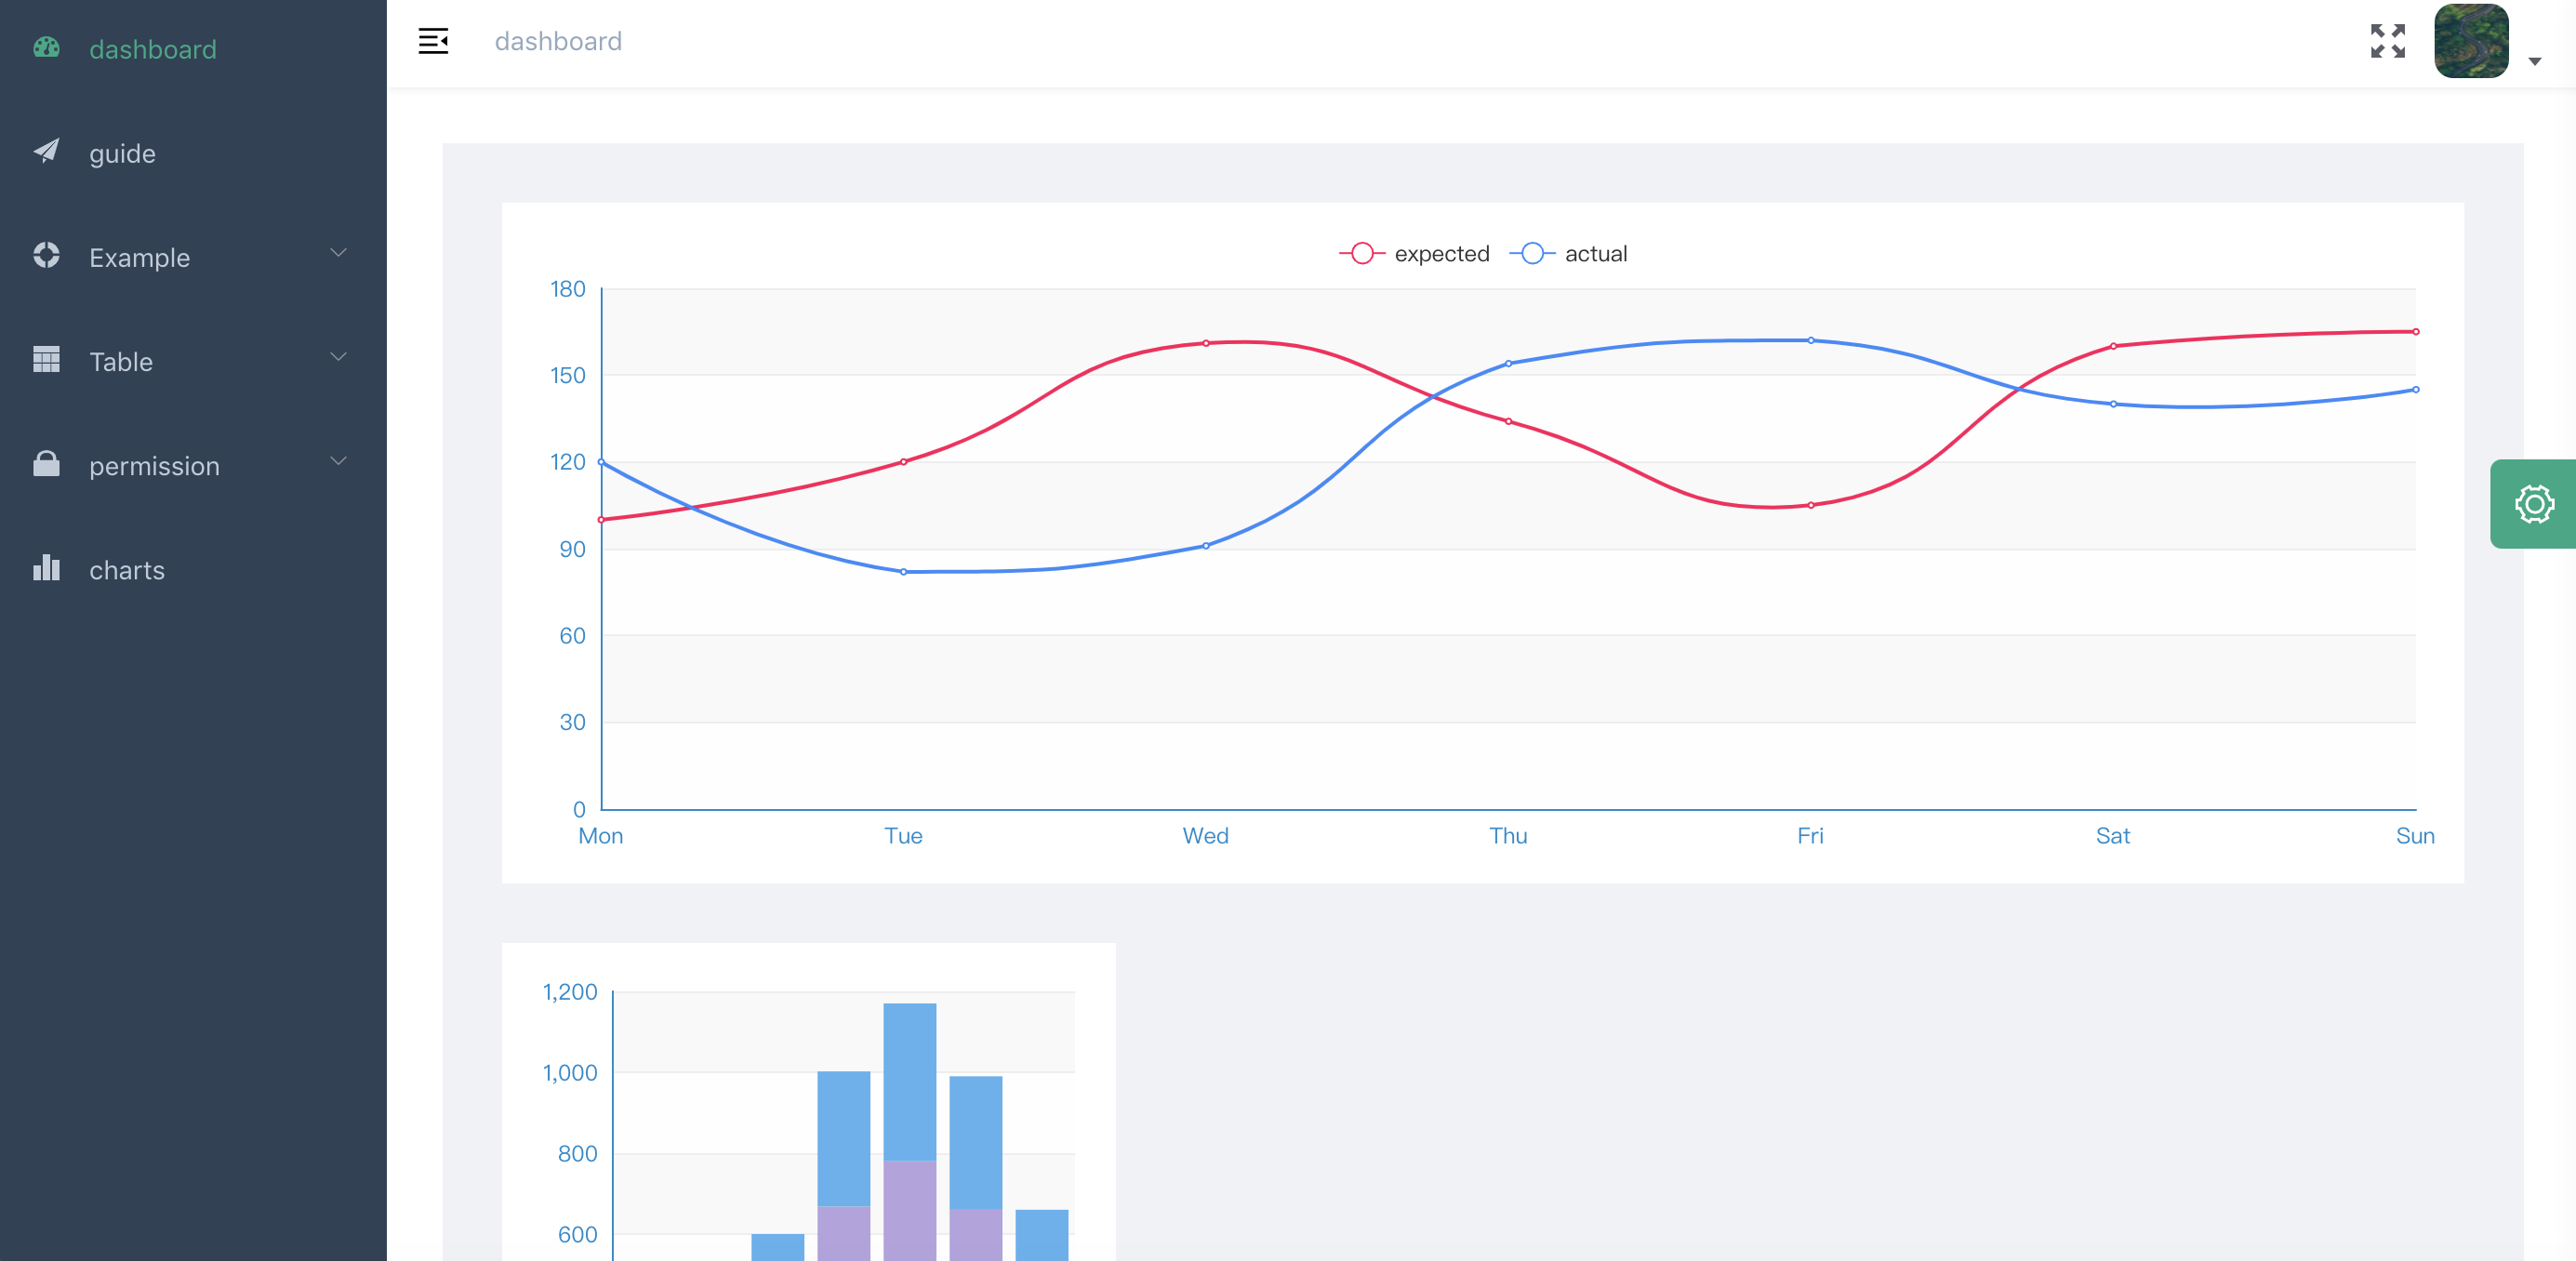 dashboard
guide
Example
Table
permission
charts
dashboard
expected actual
180
150
120
90
60
30
0
Mon Tue Wed Thu Fri Sat Sun
1,200
1,000
800
600